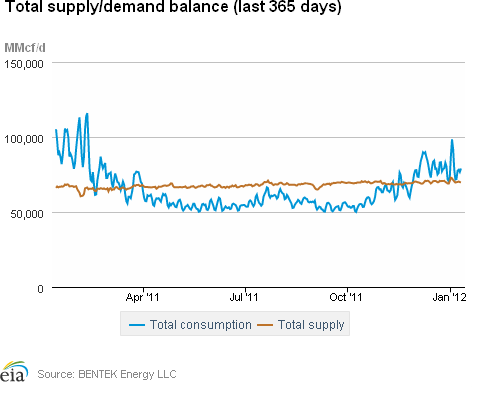 Total supply/demand balance (last 365 days)
MMcf/d
150,000
100,000
50,000
0
Apr '11 Jul '11 Oct '11 Jan '12
Total consumption Total supply
eia Source: BENTEK Energy LLC